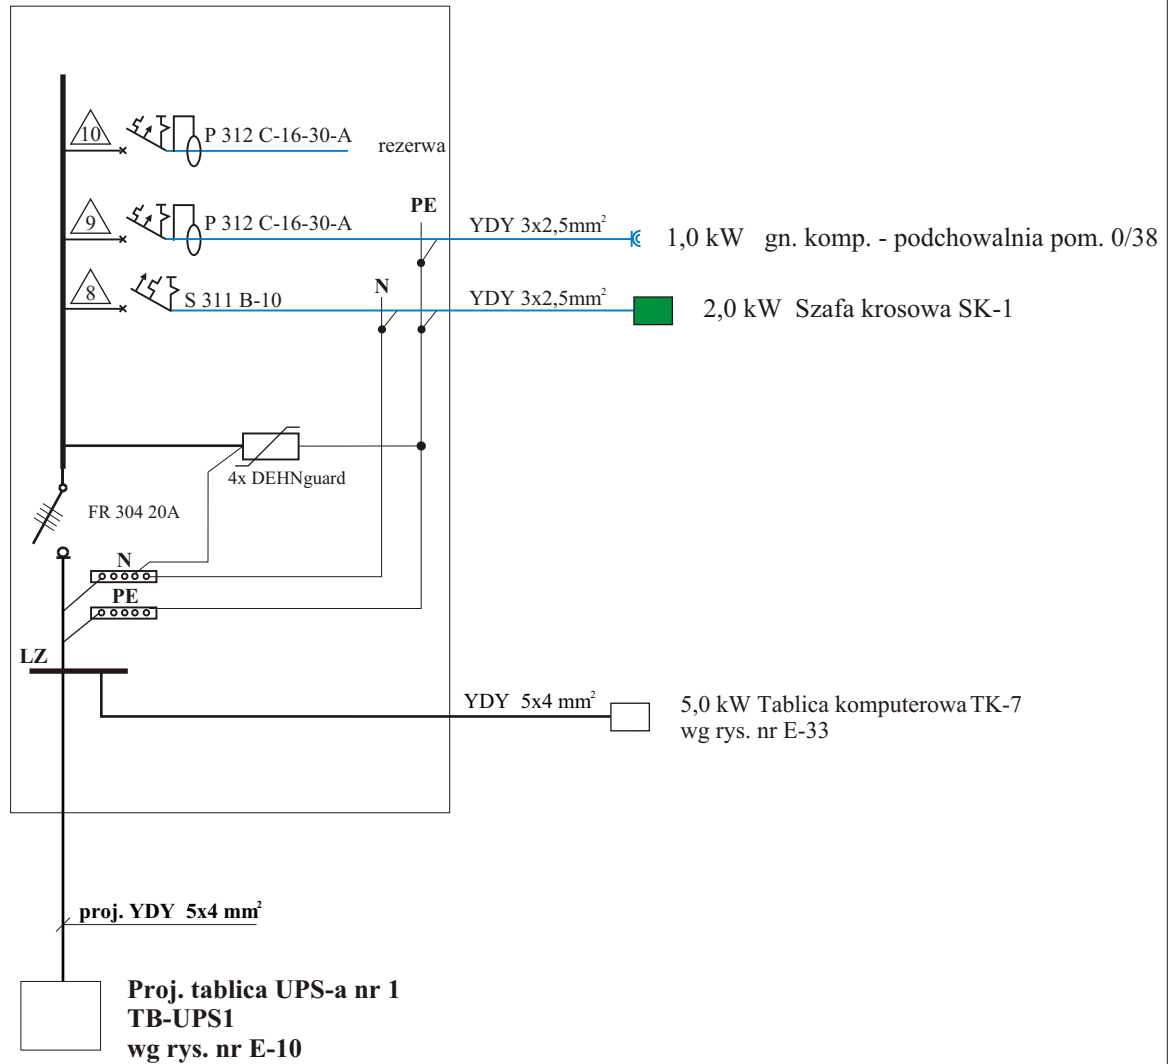 10
P 312 C-16-30-A
rezerwa
9
P 312 C-16-30-A
PE
YDY 3x2,5mm²
1,0 kW gn. komp. - podchowalnia pom. 0/38
8
S 311 B-10
N
YDY 3x2,5mm²
2,0 kW Szafa krosowa SK-1
4x DEHNguard
FR 304 20A
N
PE
LZ
YDY 5x4 mm²
5,0 kW Tablica komputerowa TK-7
wg rys. nr E-33
proj. YDY 5x4 mm²
Proj. tablica UPS-a nr 1
TB-UPS1
wg rys. nr E-10